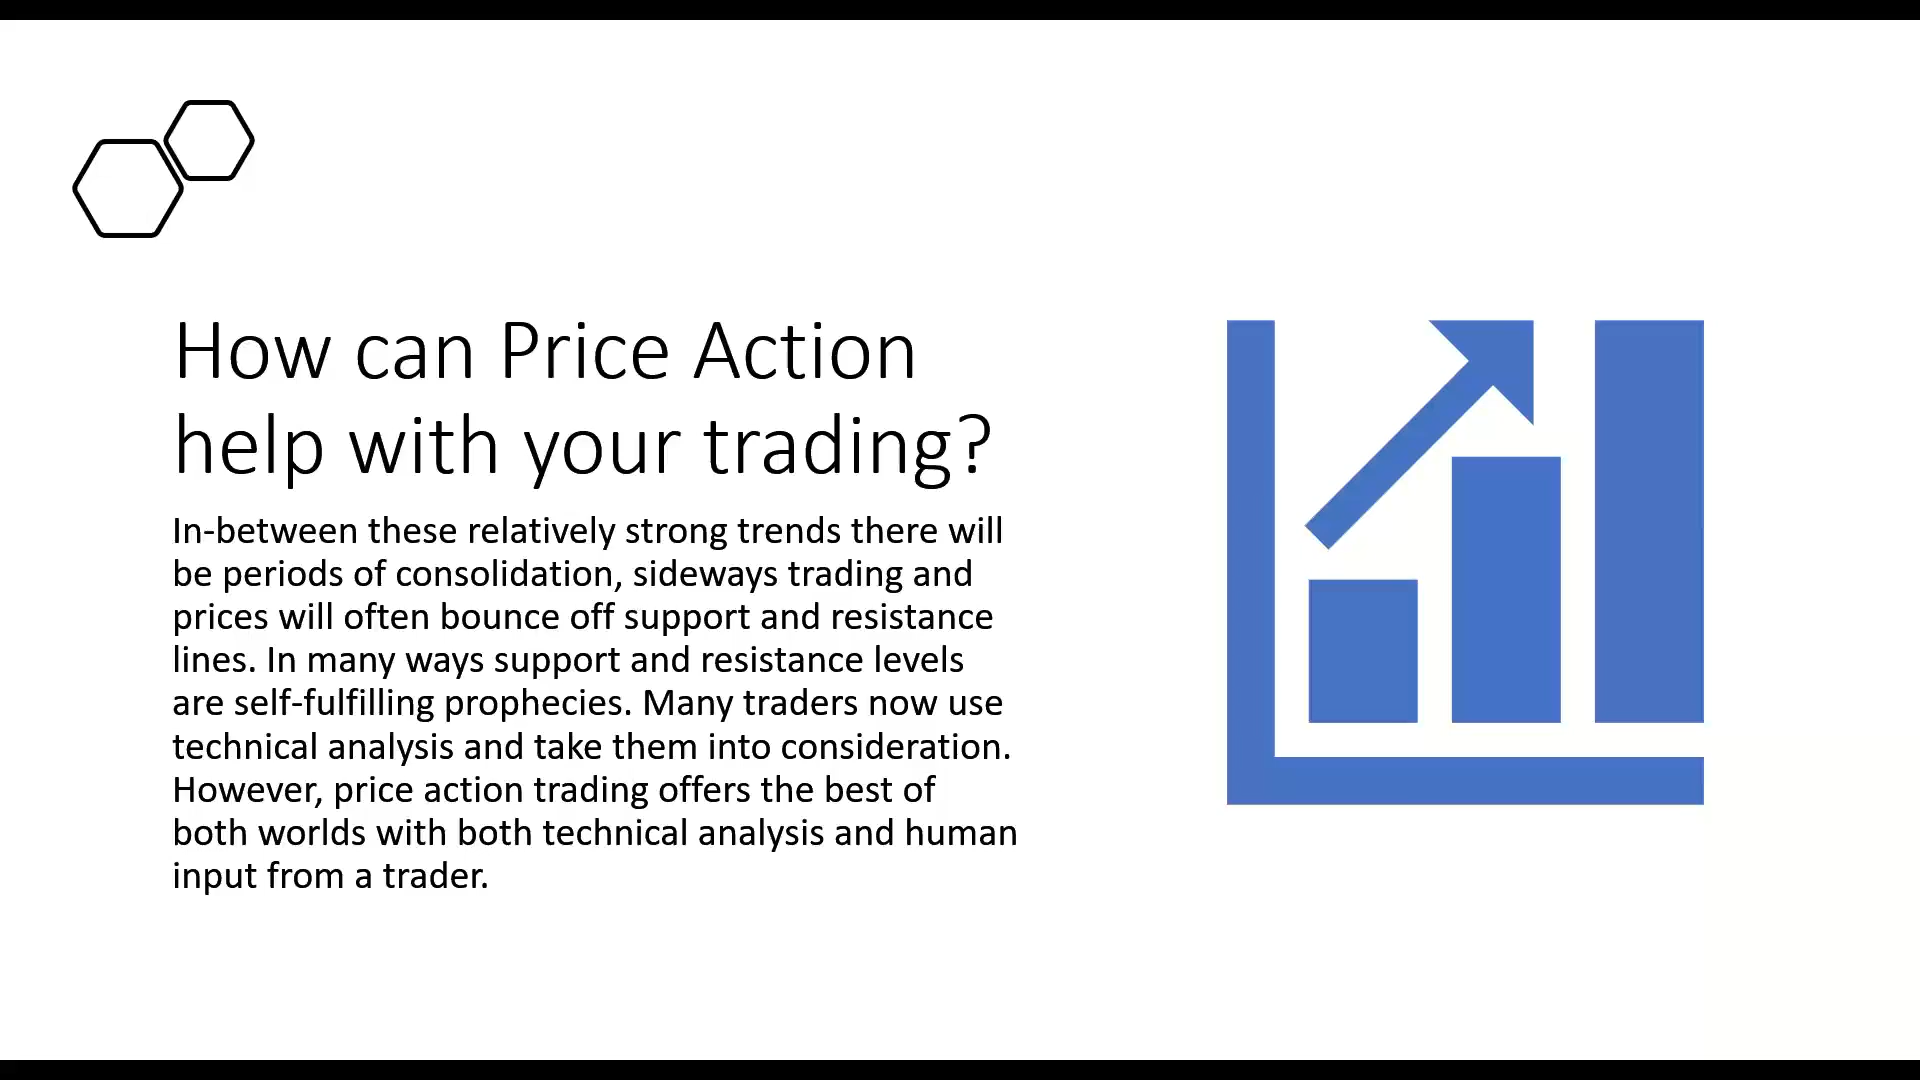 How can Price Action
help with your trading?
In-between these relatively strong trends there will
be periods of consolidation, sideways trading and
prices will often bounce off support and resistance
lines. In many ways support and resistance levels
are self-fulfilling prophecies. Many traders now use
technical analysis and take them into consideration.
However, price action trading offers the best of
both worlds with both technical analysis and human
input from a trader.